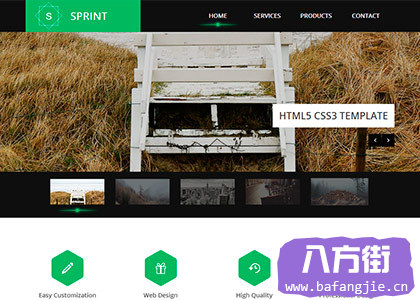 S SPRINT
HOME SERVICES PRODUCTS CONTACT
HTML5 CSS3 TEMPLATE
Easy Customization Web Design High Quality
八方街
www.bafangjie.cn